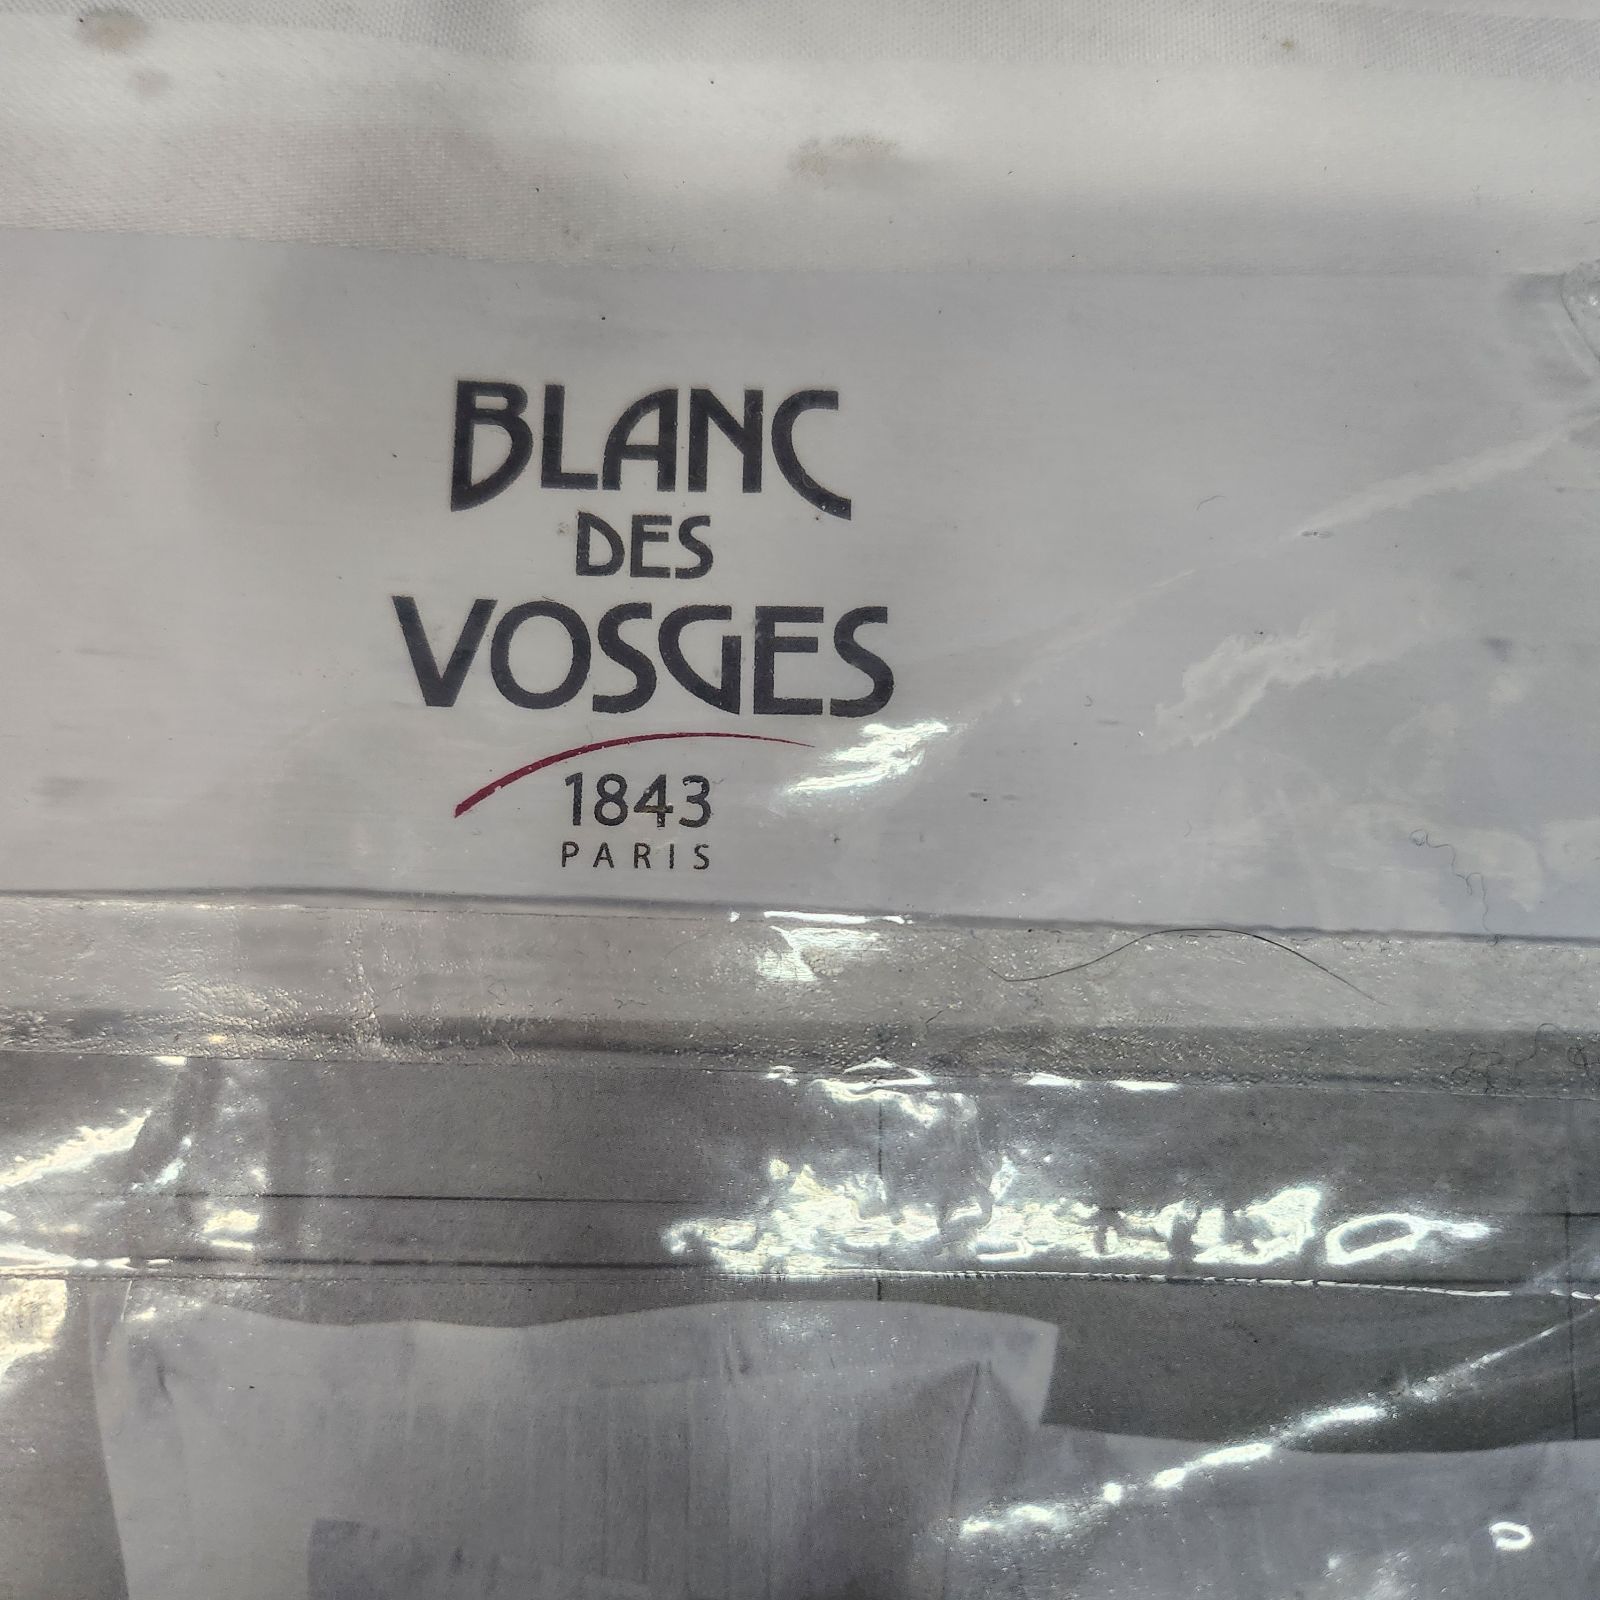 BLANC
DES
VOSGES
1843
PARIS